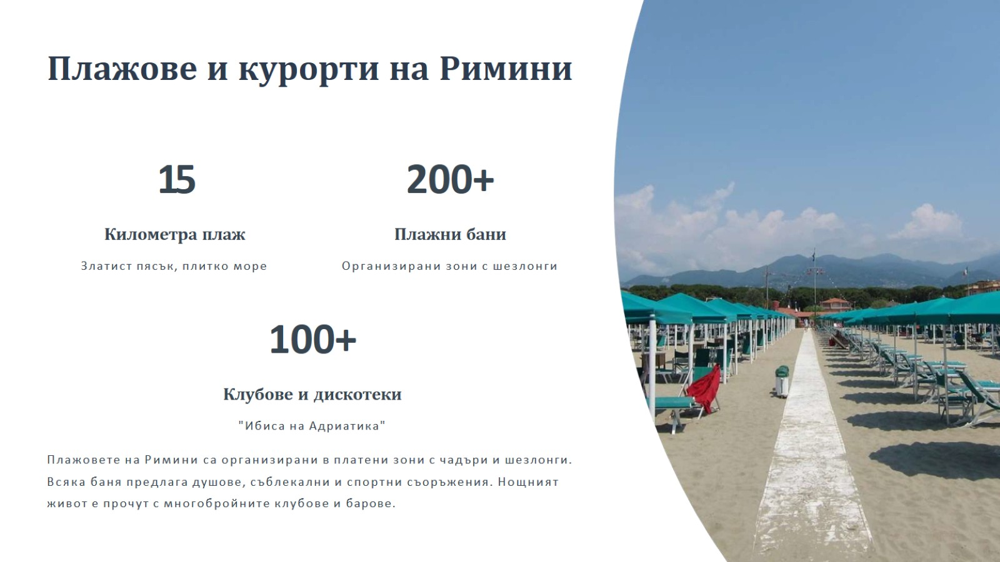 Плажове и курорти на Римини
15
200+
Километра плаж
Плажни бани
Златист пясък, плитко море
Организирани зони с шезлонги
100+
Клубове и дискотеки
"Ибиса на Адриатика"
Плажовете на Римини са организирани в платени зони с чадъри и шезлонги.
Всяка баня предлага душове, съблекални и спортни съоръжения. Нощният
живот е прочут с многобройните клубове и барове.